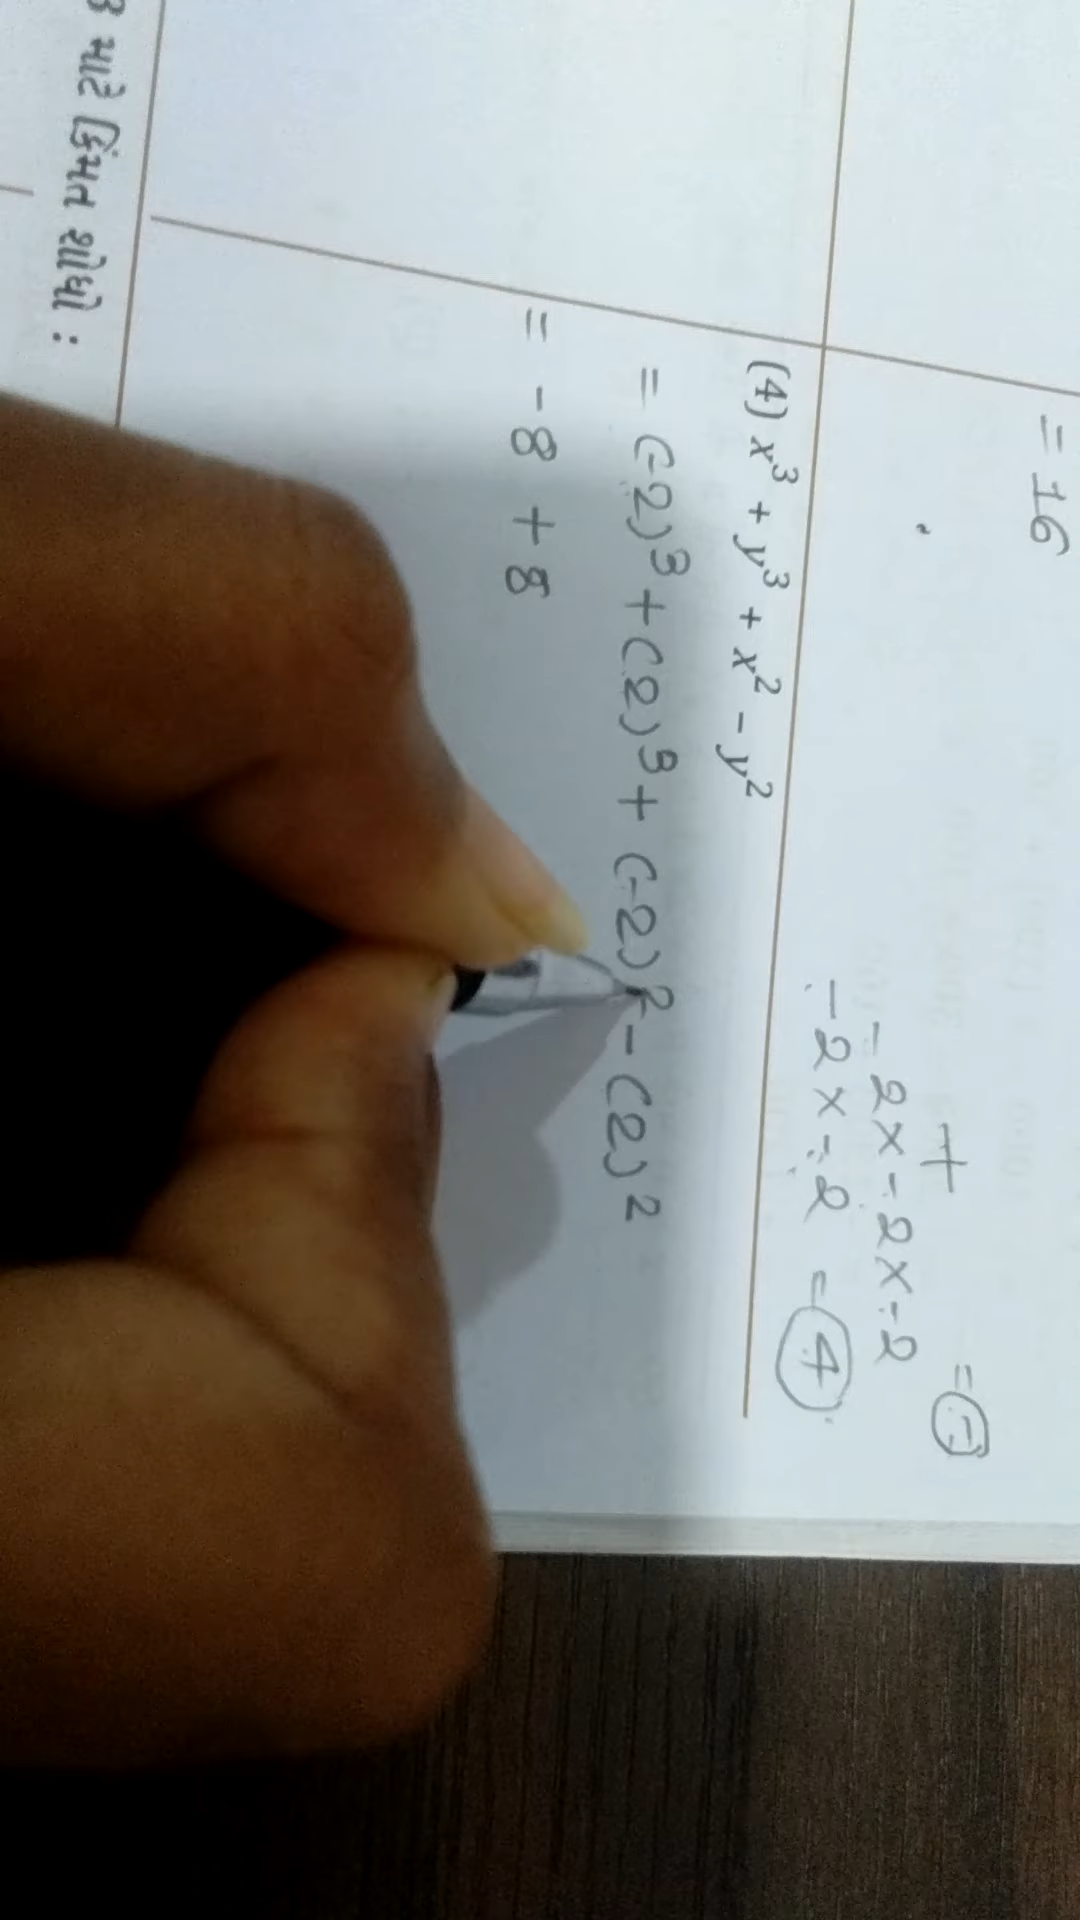 = 16
+
- 2 x - 2 x - 2 = (-)
- 2 x - 2 = 4
(4) x³ + y³ + x² − y²
= (-2)³ + (2)³ + (-2)² - (2)²
= - 8 + 8
માટે કિંમત શોધો :